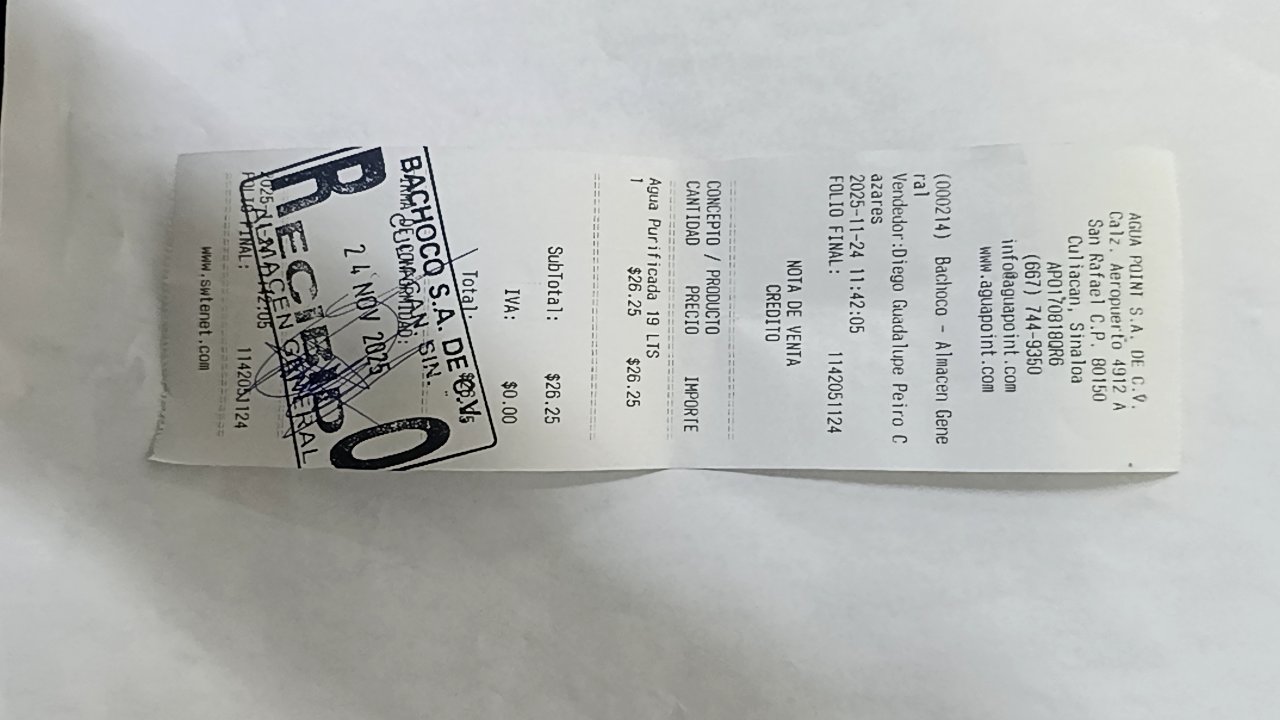 AGUA POINT S.A. DE C.V.
Calz. Aeropuerto 4912 A
San Rafael C.P. 80150
Culiacan, Sinaloa
APO170818QRG
(667) 744-9360
info@aguapoint.com
www.aguapoint.com
(000214) Bachoco - Almacen Gene
ral
Vendedor:Diego Guadalupe Peiro C
azares
2025-11-24 11:42:05
FOLIO FINAL: 1142051124
NOTA DE VENTA
CREDITO
CONCEPTO / PRODUCTO
CANTIDAD PRECIO IMPORTE
Agua Purificada 19 LTS
1 $26.25 $26.25
SubTotal: $26.25
IVA: $0.00
Total:
BACHOCO S.A. DE C.V.
CULIACAN, SIN.
24 NOV 2025
RECIBIDO
ALMACEN GENERAL
FOLIO FINAL: 1142051124
www.swtenet.com